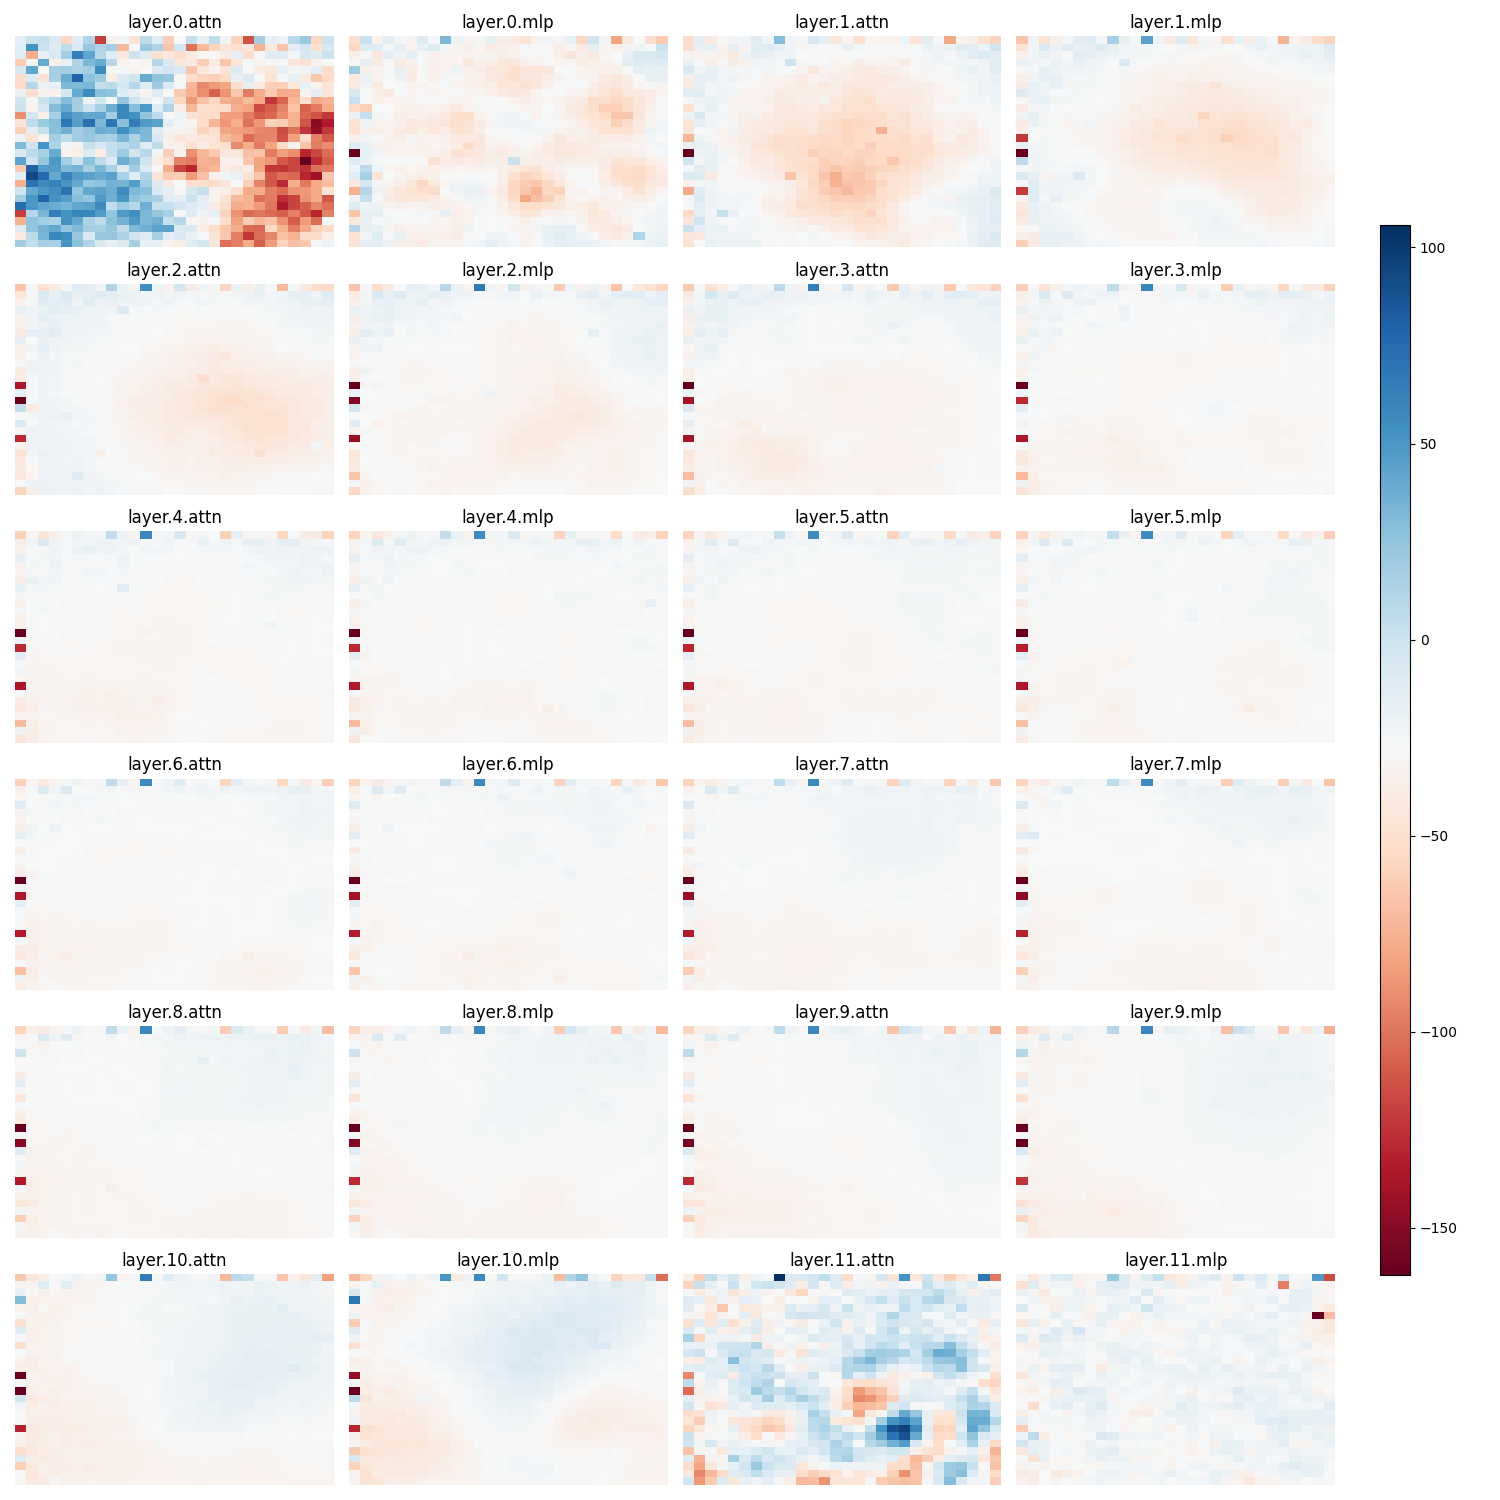 layer.0.attn layer.0.mlp layer.1.attn layer.1.mlp
layer.2.attn layer.2.mlp layer.3.attn layer.3.mlp
layer.4.attn layer.4.mlp layer.5.attn layer.5.mlp
layer.6.attn layer.6.mlp layer.7.attn layer.7.mlp
layer.8.attn layer.8.mlp layer.9.attn layer.9.mlp
layer.10.attn layer.10.mlp layer.11.attn layer.11.mlp
100
50
0
−50
−100
−150